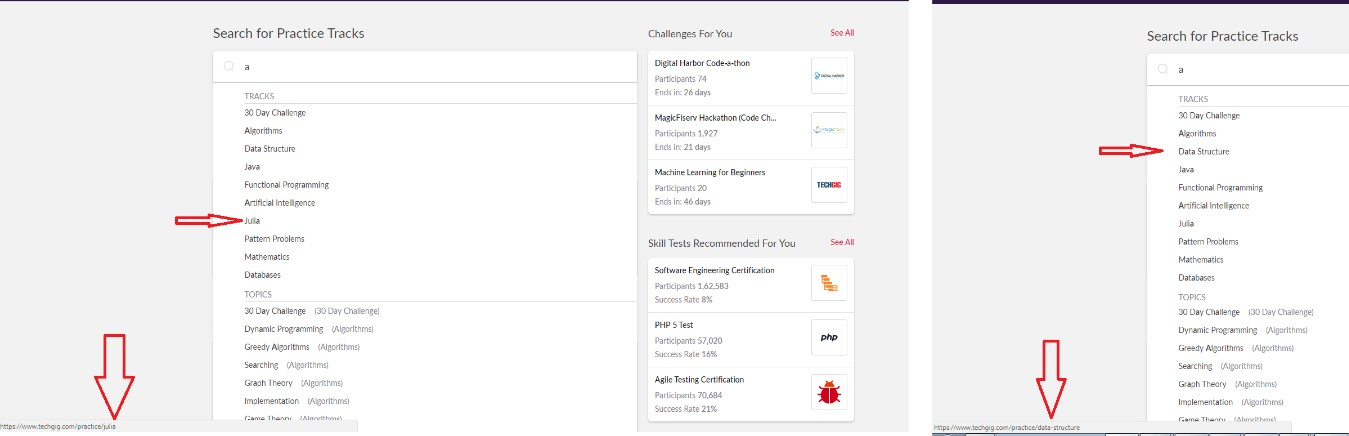 Search for Practice Tracks
a
TRACKS
30 Day Challenge
Algorithms
Data Structure
Java
Functional Programming
Artificial Intelligence
Julia
Pattern Problems
Mathematics
Databases
TOPICS
30 Day Challenge (30 Day Challenge)
Dynamic Programming (Algorithms)
Greedy Algorithms (Algorithms)
Searching (Algorithms)
Graph Theory (Algorithms)
Implementation (Algorithms)
Game Theory (Algorithms)
https://www.techgig.com/practice/julia
Challenges For You See All
Digital Harbor Code-a-thon
Participants 74
Ends in: 26 days
DIGITAL HARBOR
MagicFiserv Hackathon (Code Ch...
Participants 1,927
Ends in: 21 days
Machine Learning for Beginners
Participants 20
Ends in: 46 days
TECHGIG
Skill Tests Recommended For You See All
Software Engineering Certification
Participants 1,62,583
Success Rate 8%
PHP 5 Test
Participants 57,020
Success Rate 16%
php
Agile Testing Certification
Participants 70,684
Success Rate 21%
Search for Practice Tracks
a
TRACKS
30 Day Challenge
Algorithms
Data Structure
Java
Functional Programming
Artificial Intelligence
Julia
Pattern Problems
Mathematics
Databases
TOPICS
30 Day Challenge (30 Day Challenge)
Dynamic Programming (Algorithms)
Greedy Algorithms (Algorithms)
Searching (Algorithms)
Graph Theory (Algorithms)
Implementation (Algorithms)
Game Theory (Algorithms)
https://www.techgig.com/practice/data-structure